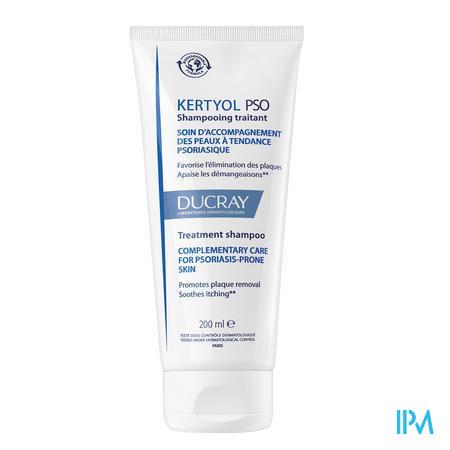 BIODEGRADABLE
FORMULA
KERTYOL PSO
Shampooing traitant
SOIN D'ACCOMPAGNEMENT
DES PEAUX À TENDANCE
PSORIASIQUE
Favorise l'élimination des plaques
Apaise les démangeaisons**
DUCRAY
LABORATOIRES DERMATOLOGIQUES
Treatment shampoo
COMPLEMENTARY CARE
FOR PSORIASIS-PRONE
SKIN
Promotes plaque removal
Soothes itching**
200 ml e
TESTÉ SOUS CONTRÔLE DERMATOLOGIQUE
TESTED UNDER DERMATOLOGICAL CONTROL
PARIS
IPM